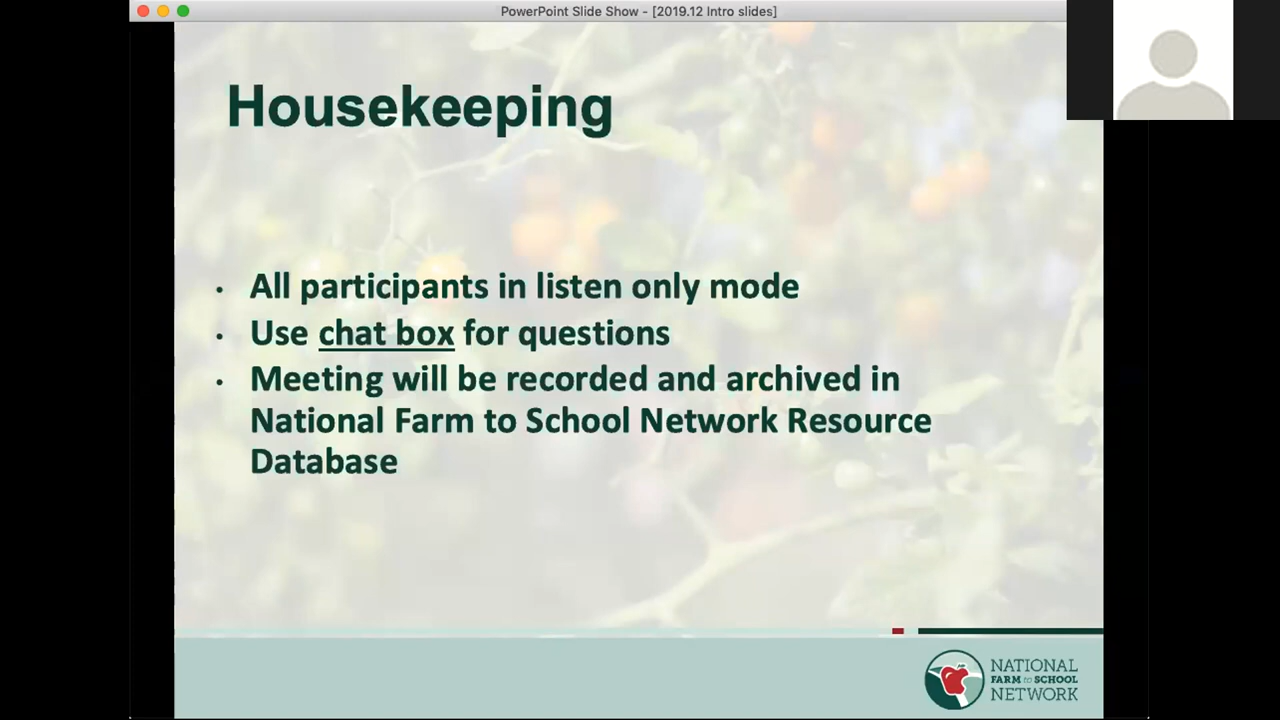 PowerPoint Slide Show - [2019.12 Intro slides]
Housekeeping
• All participants in listen only mode
• Use chat box for questions
• Meeting will be recorded and archived in
National Farm to School Network Resource
Database
NATIONAL
FARM to SCHOOL
NETWORK